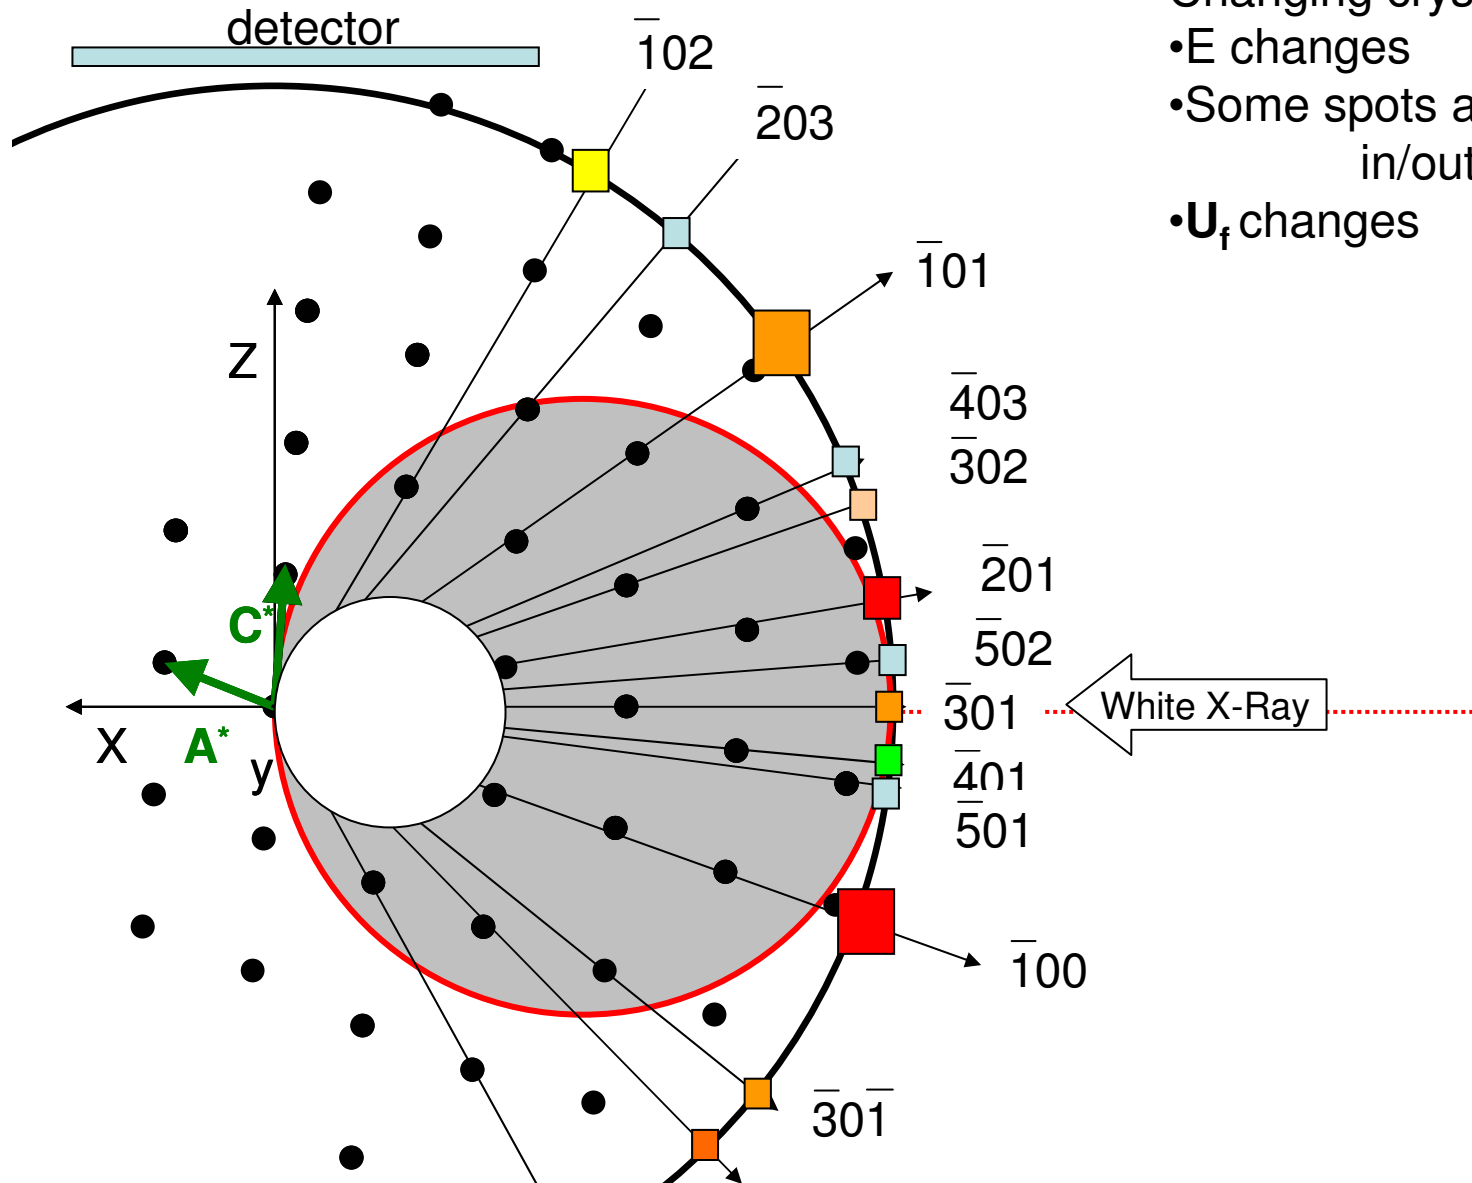 detector
1̅02
2̅03
•E changes
•Some spots a
in/out
•U_f changes
1̅01
Z
4̅03
3̅02
2̅01
C*
5̅02
3̅01
White X-Ray
X
A*
y
4̅01
5̅01
1̅00
3̅01̅